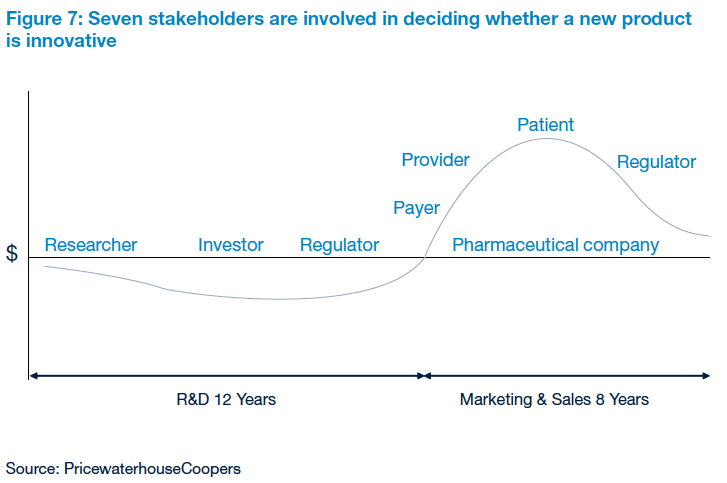 Figure 7: Seven stakeholders are involved in deciding whether a new product
is innovative
Patient
Provider
Regulator
Payer
$
Researcher
Investor
Regulator
Pharmaceutical company
R&D 12 Years
Marketing & Sales 8 Years
Source: PricewaterhouseCoopers